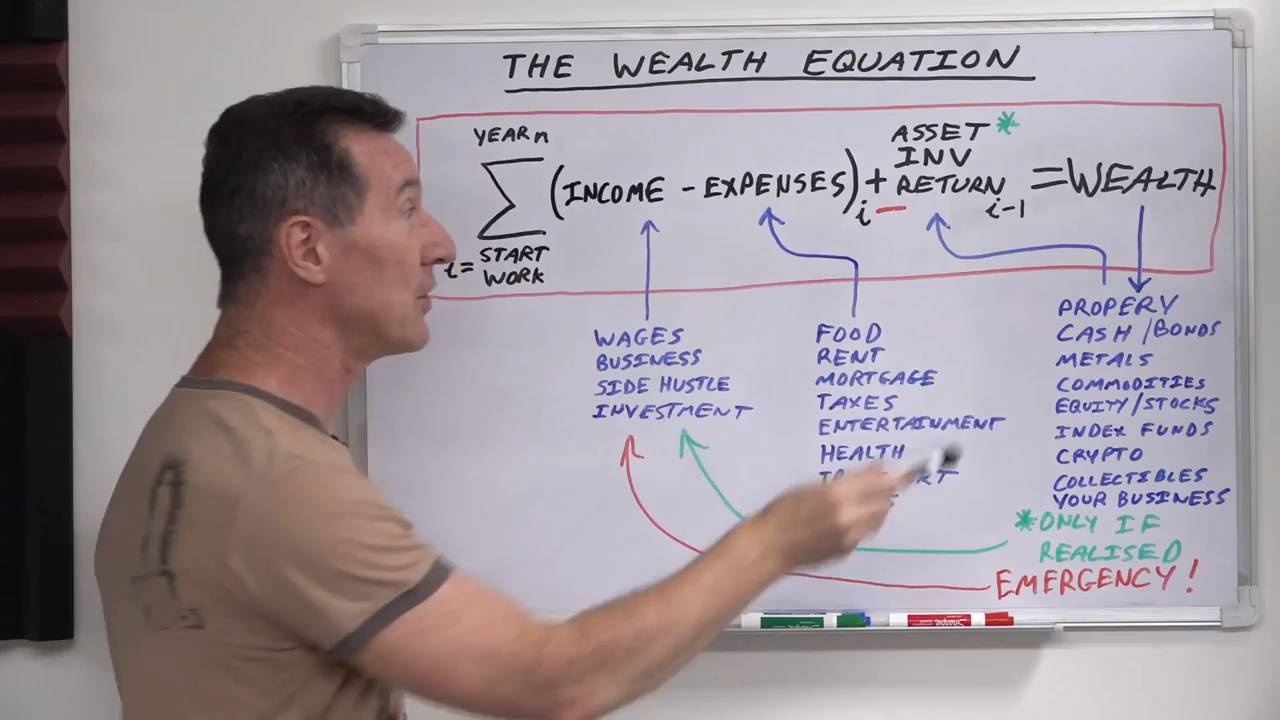 THE WEALTH EQUATION
YEAR n
ASSET *
INV
∑ (INCOME - EXPENSES)i + RETURN i-1 = WEALTH
i = START
WORK
WAGES
BUSINESS
SIDE HUSTLE
INVESTMENT
FOOD
RENT
MORTGAGE
TAXES
ENTERTAINMENT
HEALTH
PROPERY
CASH/BONDS
METALS
COMMODITIES
EQUITY/STOCKS
INDEX FUNDS
CRYPTO
COLLECTIBLES
YOUR BUSINESS
*ONLY IF
REALISED
EMERGENCY!